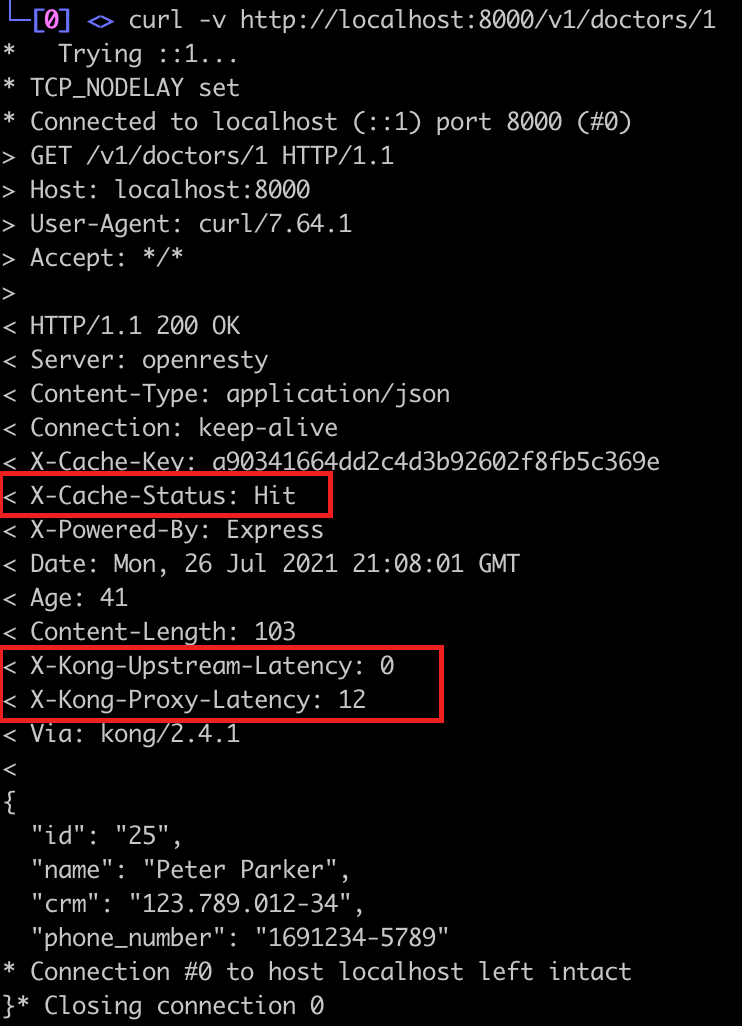 [0] <> curl -v http://localhost:8000/v1/doctors/1
*   Trying ::1...
* TCP_NODELAY set
* Connected to localhost (::1) port 8000 (#0)
> GET /v1/doctors/1 HTTP/1.1
> Host: localhost:8000
> User-Agent: curl/7.64.1
> Accept: */*
>
< HTTP/1.1 200 OK
< Server: openresty
< Content-Type: application/json
< Connection: keep-alive
< X-Cache-Key: a90341664dd2c4d3b92602f8fb5c369e
< X-Cache-Status: Hit
< X-Powered-By: Express
< Date: Mon, 26 Jul 2021 21:08:01 GMT
< Age: 41
< Content-Length: 103
< X-Kong-Upstream-Latency: 0
< X-Kong-Proxy-Latency: 12
< Via: kong/2.4.1
<
{
  "id": "25",
  "name": "Peter Parker",
  "crm": "123.789.012-34",
  "phone_number": "1691234-5789"
* Connection #0 to host localhost left intact
}* Closing connection 0